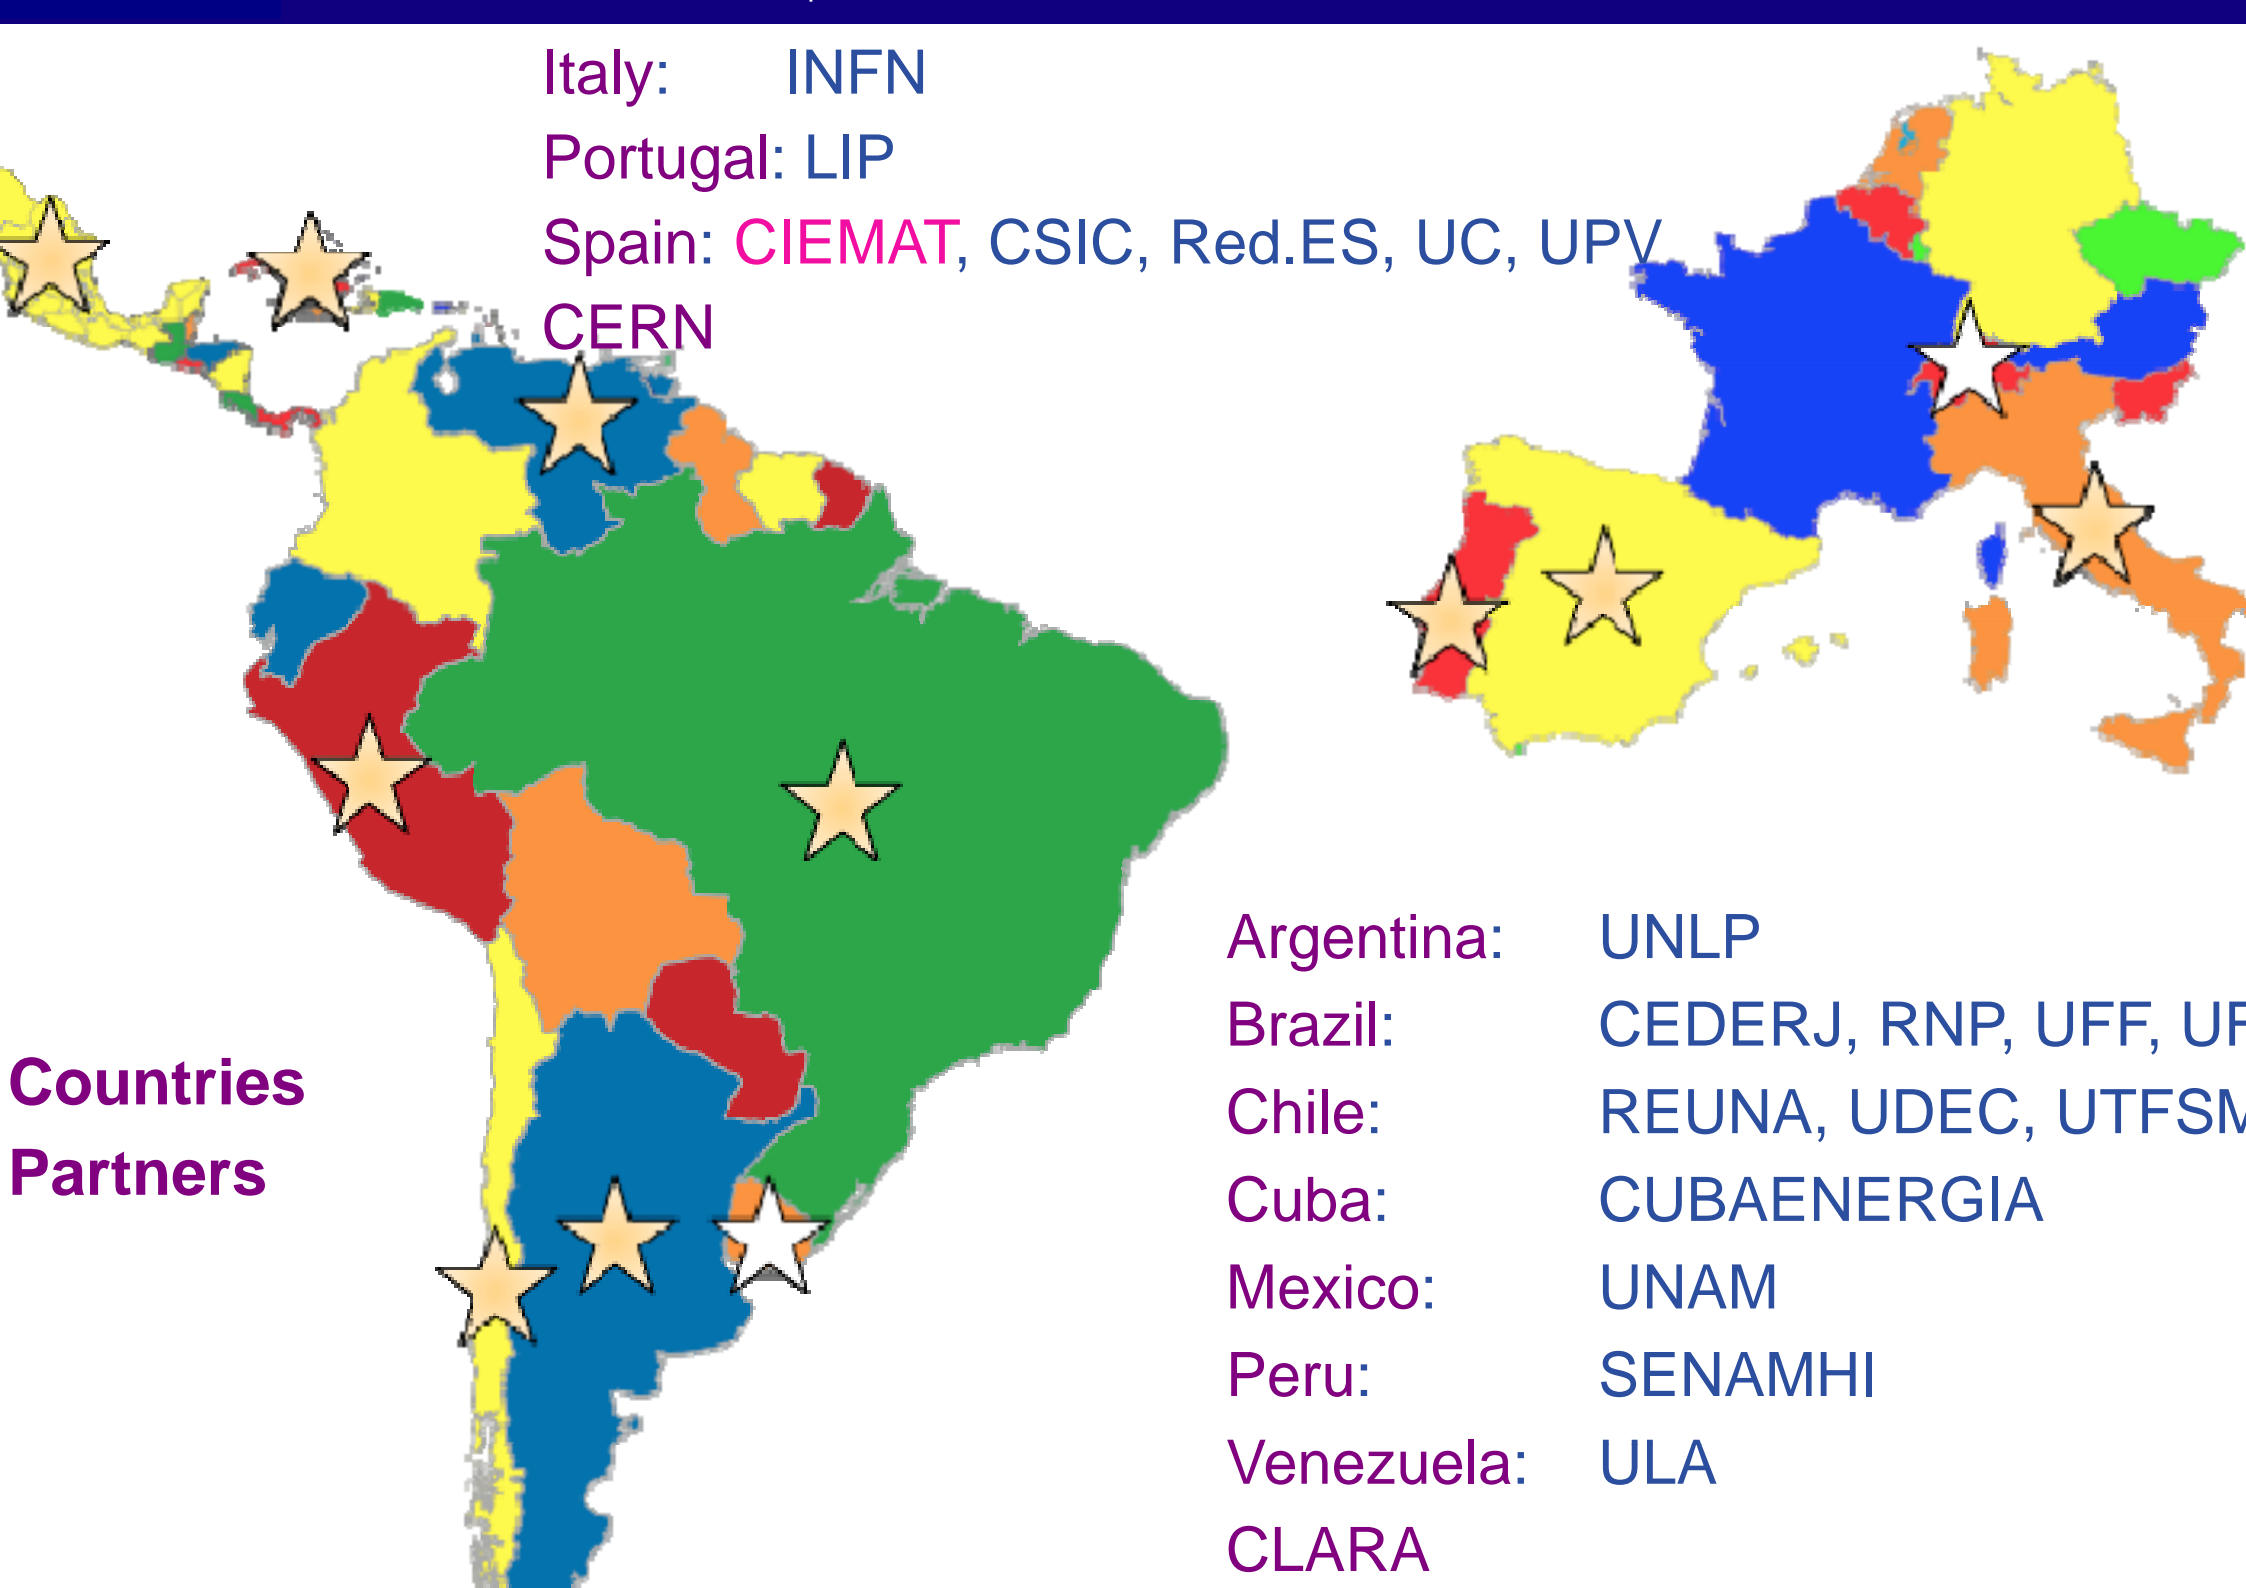 Italy: INFN
Portugal: LIP
Spain: CIEMAT, CSIC, Red.ES, UC, UPV
CERN
Countries
Partners
Argentina: UNLP
Brazil: CEDERJ, RNP, UFF,
Chile: REUNA, UDEC,
Cuba: CUBAENERGIA
Mexico: UNAM
Peru: SENAMHI
Venezuela: ULA
CLARA